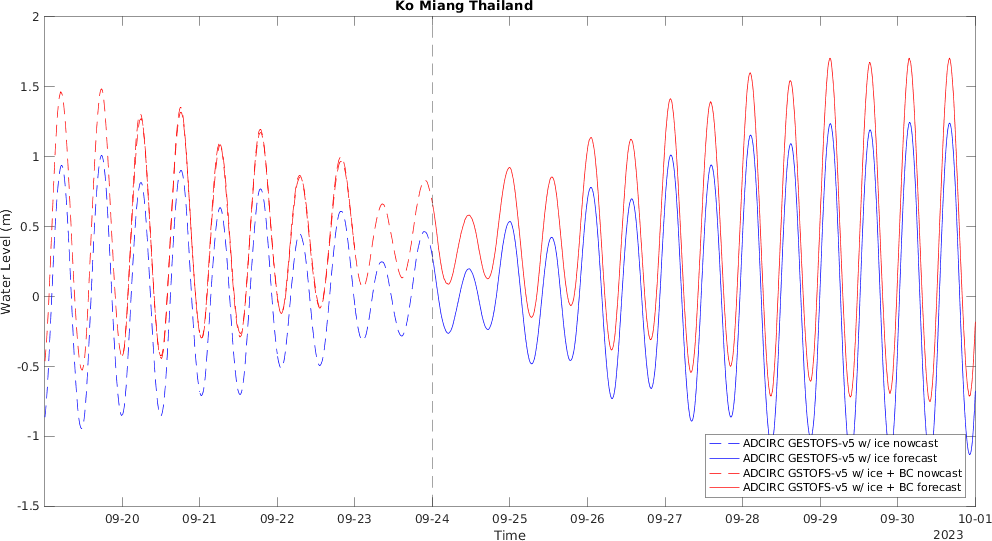 Ko Miang Thailand
2
1.5
1
0.5
0
-0.5
-1
-1.5
Water Level (m)
ADCIRC GESTOFS-v5 w/ ice nowcast
ADCIRC GESTOFS-v5 w/ ice forecast
ADCIRC GSTOFS-v5 w/ ice + BC nowcast
ADCIRC GSTOFS-v5 w/ ice + BC forecast
09-20 09-21 09-22 09-23 09-24 09-25 09-26 09-27 09-28 09-29 09-30 10-01
Time
2023